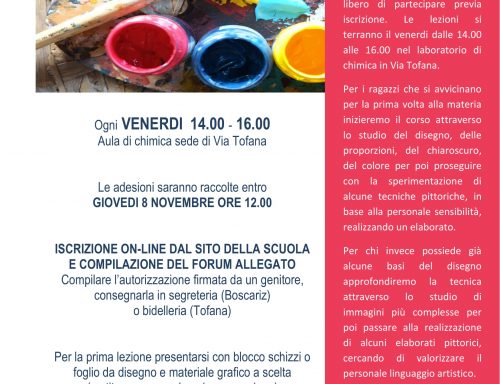 Ogni VENERDI 14.00 - 16.00
Aula di chimica sede di Via Tofana
Le adesioni saranno raccolte entro
GIOVEDI 8 NOVEMBRE ORE 12.00
ISCRIZIONE ON-LINE DAL SITO DELLA SCUOLA
E COMPILAZIONE DEL FORUM ALLEGATO
Compilare l’autorizzazione firmata da un genitore,
consegnarla in segreteria (Boscariz)
o bidelleria (Tofana)
Per la prima lezione presentarsi con blocco schizzi o
foglio da disegno e materiale grafico a scelta
libero di partecipare previa
iscrizione. Le lezioni si
terranno il venerdi dalle 14.00
alle 16.00 nel laboratorio di
chimica in Via Tofana.
Per i ragazzi che si avvicinano
per la prima volta alla materia
inizieremo il corso attraverso
lo studio del disegno, delle
proporzioni, del chiaroscuro,
del colore per poi proseguire
con la sperimentazione di
alcune tecniche pittoriche, in
base alla personale sensibilità,
realizzando un elaborato.
Per chi invece possiede già
alcune basi del disegno
approfondiremo la tecnica
attraverso lo studio di
immagini più complesse per
poi passare alla realizzazione
di alcuni elaborati pittorici,
cercando di valorizzare il
personale linguaggio artistico.